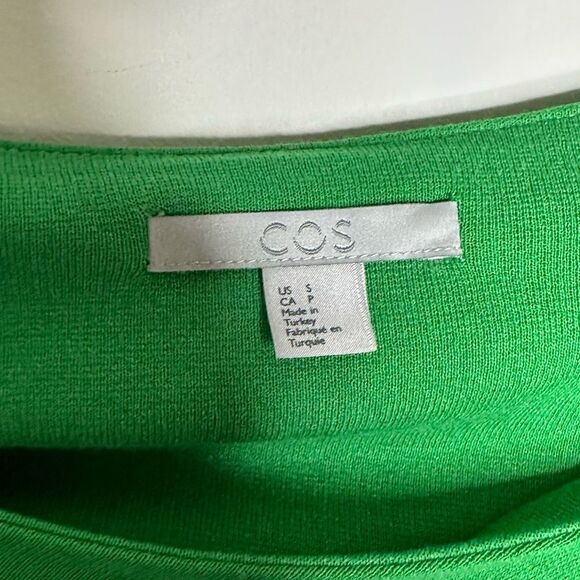 COS
US S
CA P
Made in
Turkey
Fabriqué en
Turquie